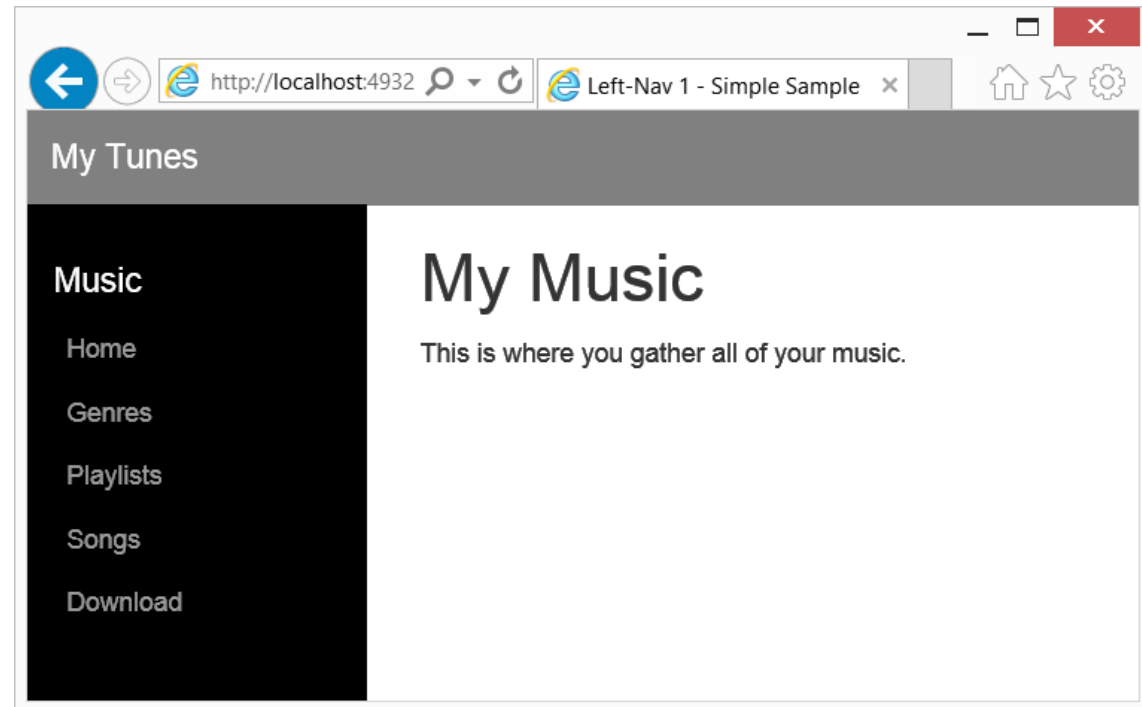 http://localhost:4932
Left-Nav 1 - Simple Sample
My Tunes
Music
Home
Genres
Playlists
Songs
Download
My Music
This is where you gather all of your music.